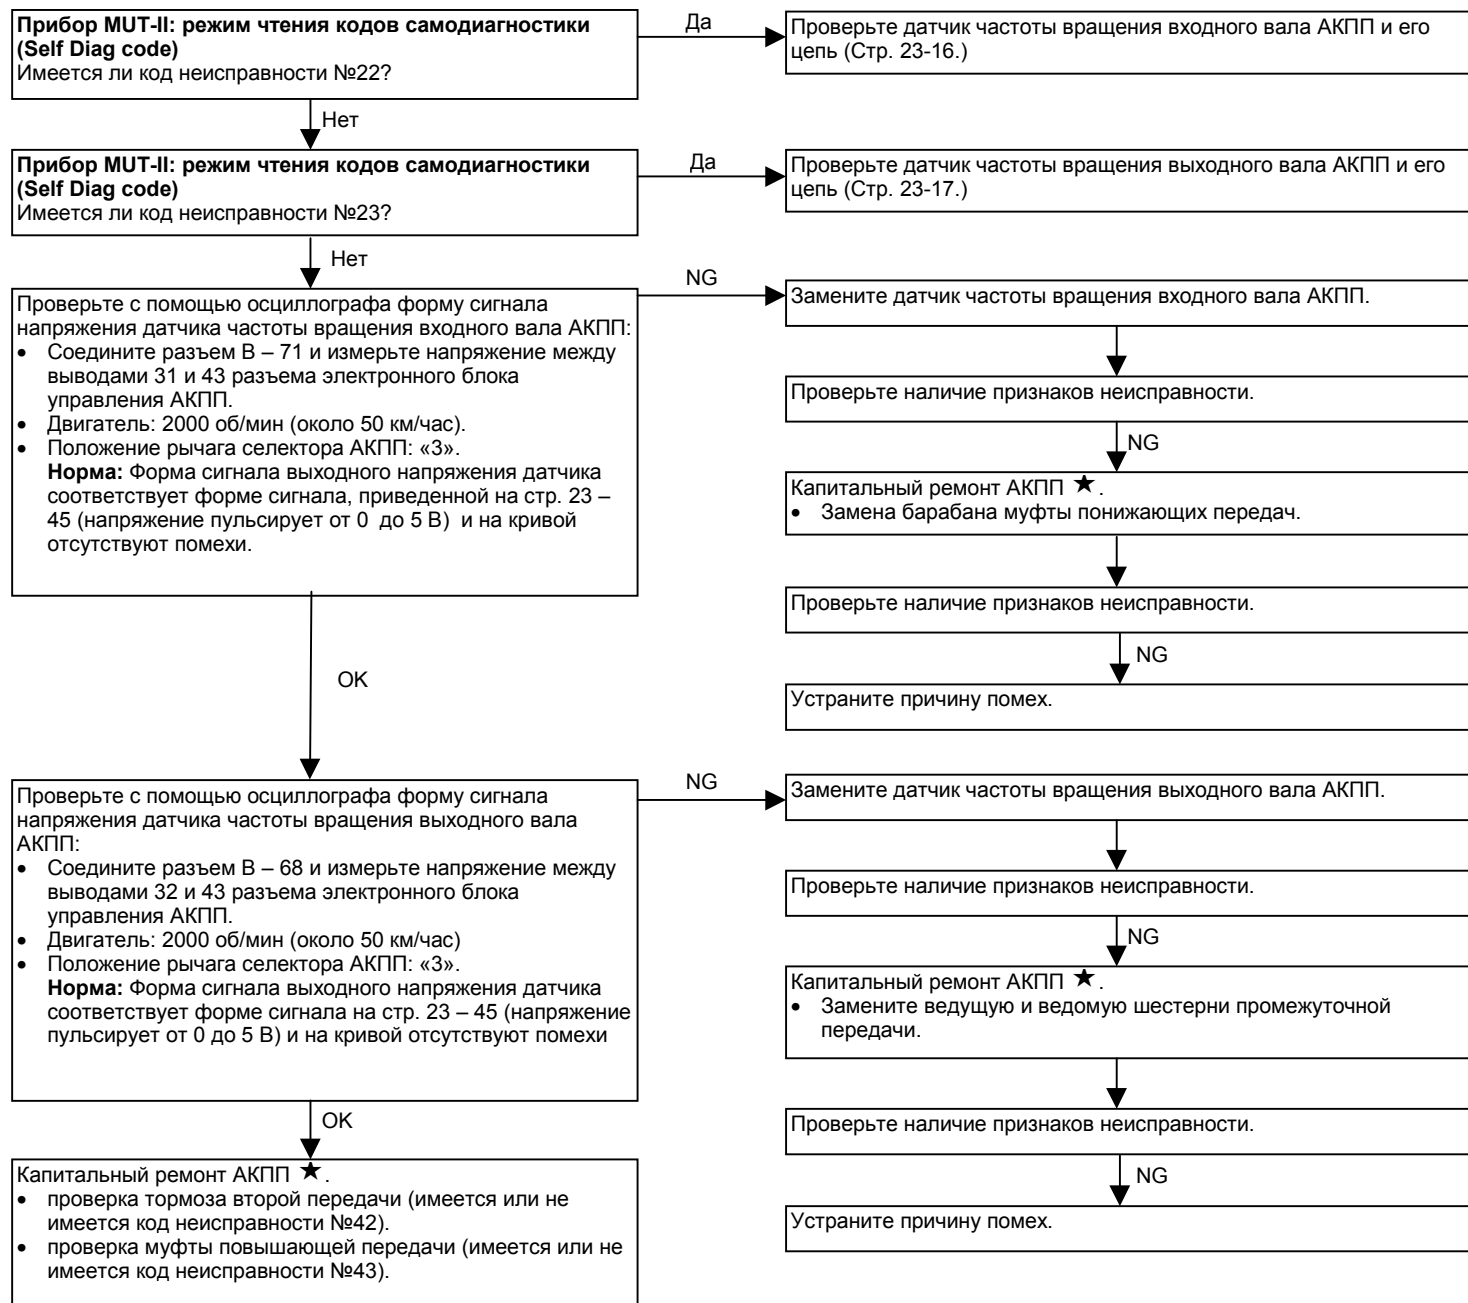 Прибор MUT-II: режим чтения кодов самодиагностики
(Self Diag code)
Имеется ли код неисправности №22?
Да
Проверьте датчик частоты вращения входного вала АКПП и его
цепь (Стр. 23-16.)
Нет
Прибор MUT-II: режим чтения кодов самодиагностики
(Self Diag code)
Имеется ли код неисправности №23?
Да
Проверьте датчик частоты вращения выходного вала АКПП и его
цепь (Стр. 23-17.)
Нет
Проверьте с помощью осциллографа форму сигнала
напряжения датчика частоты вращения входного вала АКПП:
• Соедините разъем В – 71 и измерьте напряжение между
выводами 31 и 43 разъема электронного блока
управления АКПП.
• Двигатель: 2000 об/мин (около 50 км/час).
• Положение рычага селектора АКПП: «3».
Норма: Форма сигнала выходного напряжения датчика
соответствует форме сигнала, приведенной на стр. 23 –
45 (напряжение пульсирует от 0 до 5 В) и на кривой
отсутствуют помехи.
NG
Замените датчик частоты вращения входного вала АКПП.
Проверьте наличие признаков неисправности.
NG
Капитальный ремонт АКПП ★.
• Замена барабана муфты понижающих передач.
Проверьте наличие признаков неисправности.
NG
Устраните причину помех.
OK
Проверьте с помощью осциллографа форму сигнала
напряжения датчика частоты вращения выходного вала
АКПП:
• Соедините разъем В – 68 и измерьте напряжение между
выводами 32 и 43 разъема электронного блока
управления АКПП.
• Двигатель: 2000 об/мин (около 50 км/час)
• Положение рычага селектора АКПП: «3».
Норма: Форма сигнала выходного напряжения датчика
соответствует форме сигнала на стр. 23 – 45 (напряжение
пульсирует от 0 до 5 В) и на кривой отсутствуют помехи
NG
Замените датчик частоты вращения выходного вала АКПП.
Проверьте наличие признаков неисправности.
NG
Капитальный ремонт АКПП ★.
• Замените ведущую и ведомую шестерни промежуточной
передачи.
Проверьте наличие признаков неисправности.
NG
Устраните причину помех.
OK
Капитальный ремонт АКПП ★.
• проверка тормоза второй передачи (имеется или не
имеется код неисправности №42).
• проверка муфты повышающей передачи (имеется или не
имеется код неисправности №43).